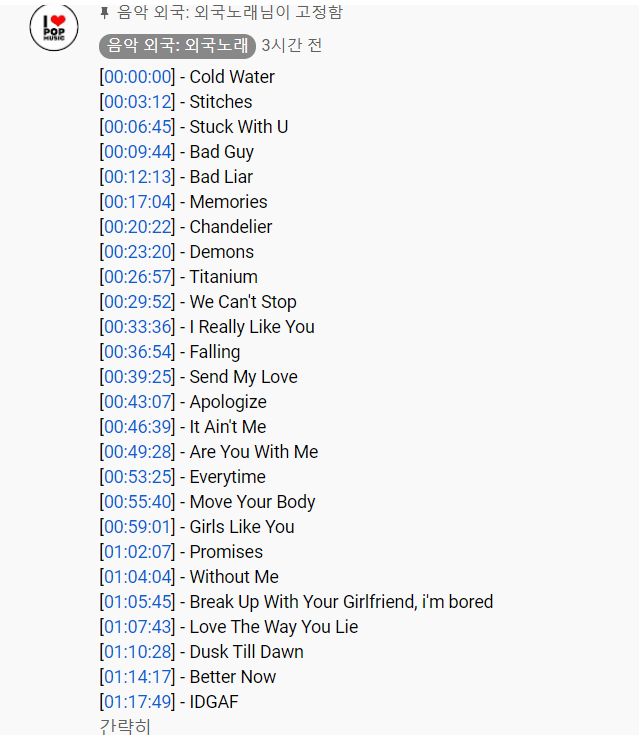 I ❤ POP MUSIC
음악 외국: 외국노래님이 고정함
음악 외국: 외국노래 3시간 전
[00:00:00] - Cold Water
[00:03:12] - Stitches
[00:06:45] - Stuck With U
[00:09:44] - Bad Guy
[00:12:13] - Bad Liar
[00:17:04] - Memories
[00:20:22] - Chandelier
[00:23:20] - Demons
[00:26:57] - Titanium
[00:29:52] - We Can't Stop
[00:33:36] - I Really Like You
[00:36:54] - Falling
[00:39:25] - Send My Love
[00:43:07] - Apologize
[00:46:39] - It Ain't Me
[00:49:28] - Are You With Me
[00:53:25] - Everytime
[00:55:40] - Move Your Body
[00:59:01] - Girls Like You
[01:02:07] - Promises
[01:04:04] - Without Me
[01:05:45] - Break Up With Your Girlfriend, i'm bored
[01:07:43] - Love The Way You Lie
[01:10:28] - Dusk Till Dawn
[01:14:17] - Better Now
[01:17:49] - IDGAF
간략히